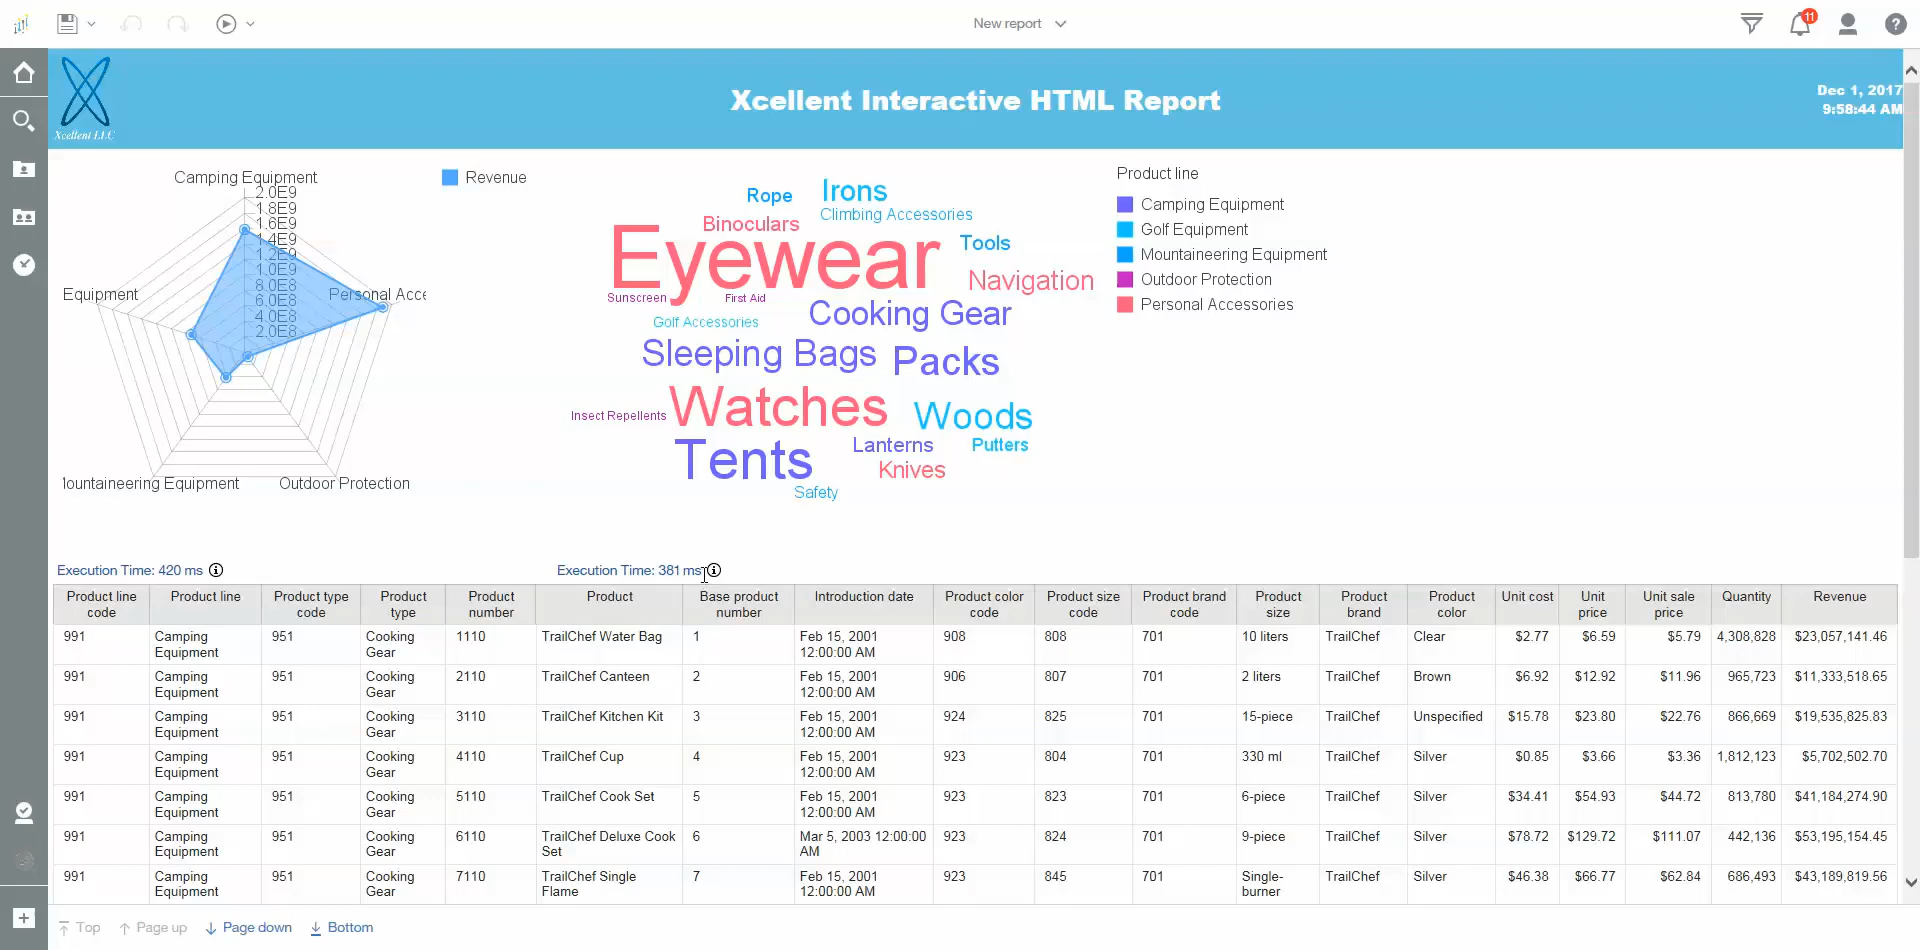 New report
11
?
Xcellent LLC
Xcellent Interactive HTML Report
Dec 1, 2017
9:58:44 AM
Camping Equipment
2.0E9
1.8E9
1.6E9
1.4E9
1.2E9
1.0E9
8.0E8
6.0E8
4.0E8
2.0E8
Equipment
Personal Acce
ountaineering Equipment
Outdoor Protection
Revenue
Rope
Irons
Climbing Accessories
Binoculars
Eyewear
Tools
Navigation
Sunscreen
First Aid
Cooking Gear
Golf Accessories
Sleeping Bags
Packs
Watches
Insect Repellents
Woods
Tents
Lanterns
Putters
Knives
Safety
Product line
Camping Equipment
Golf Equipment
Mountaineering Equipment
Outdoor Protection
Personal Accessories
Execution Time: 420 ms
Execution Time: 381 ms
Product line code Product line Product type code Product type Product number Product Base product number Introduction date Product color code Product size code Product brand code Product size Product brand Product color Unit cost Unit price Unit sale price Quantity Revenue
991 Camping Equipment 951 Cooking Gear 1110 TrailChef Water Bag 1 Feb 15, 2001 12:00:00 AM 908 808 701 10 liters TrailChef Clear $2.77 $6.59 $5.79 4,308,828 $23,057,141.46
991 Camping Equipment 951 Cooking Gear 2110 TrailChef Canteen 2 Feb 15, 2001 12:00:00 AM 906 807 701 2 liters TrailChef Brown $6.92 $12.92 $11.96 965,723 $11,333,518.65
991 Camping Equipment 951 Cooking Gear 3110 TrailChef Kitchen Kit 3 Feb 15, 2001 12:00:00 AM 924 825 701 15-piece TrailChef Unspecified $15.78 $23.80 $22.76 866,669 $19,535,825.83
991 Camping Equipment 951 Cooking Gear 4110 TrailChef Cup 4 Feb 15, 2001 12:00:00 AM 923 804 701 330 ml TrailChef Silver $0.85 $3.66 $3.36 1,812,123 $5,702,502.70
991 Camping Equipment 951 Cooking Gear 5110 TrailChef Cook Set 5 Feb 15, 2001 12:00:00 AM 923 823 701 6-piece TrailChef Silver $34.41 $54.93 $44.72 813,780 $41,184,274.90
991 Camping Equipment 951 Cooking Gear 6110 TrailChef Deluxe Cook Set 6 Mar 5, 2003 12:00:00 AM 923 824 701 9-piece TrailChef Silver $78.72 $129.72 $111.07 442,136 $53,195,154.45
991 Camping Equipment 951 Cooking Gear 7110 TrailChef Single Flame 7 Feb 15, 2001 12:00:00 AM 923 845 701 Single-burner TrailChef Silver $46.38 $66.77 $62.84 686,493 $43,189,819.56
Top Page up Page down Bottom